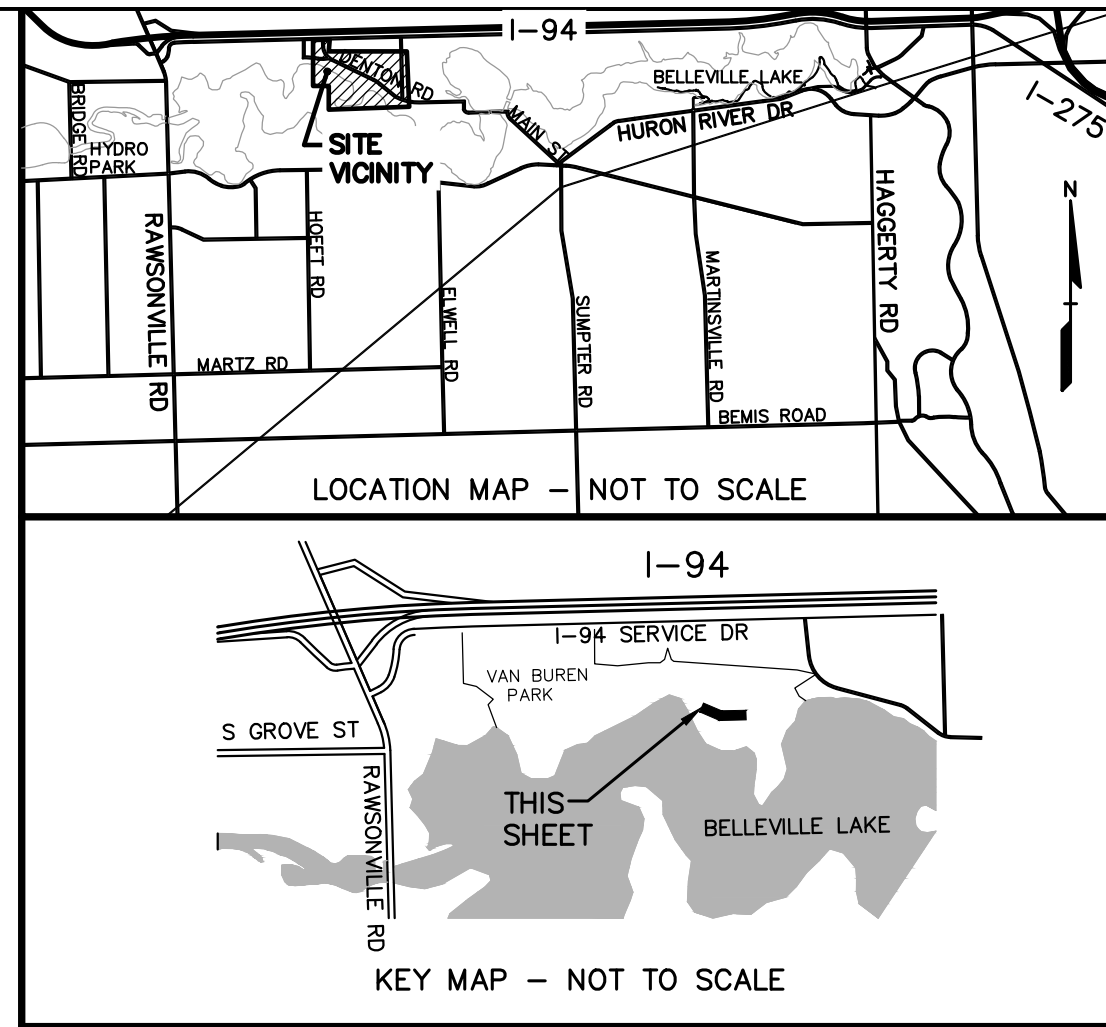 I-94
DENTON RD
BELLEVILLE LAKE
I-275
BRIDGE RD
HYDRO
PARK
SITE
VICINITY
MAIN ST
HURON RIVER DR
N
RAWSONVILLE RD
HOEFT RD
ELWELL RD
SUMPTER RD
MARTINSVILLE RD
HAGGERTY RD
MARTZ RD
BEMIS ROAD
LOCATION MAP - NOT TO SCALE
I-94
I-94 SERVICE DR
VAN BUREN
PARK
S GROVE ST
RAWSONVILLE RD
THIS
SHEET
BELLEVILLE LAKE
KEY MAP - NOT TO SCALE